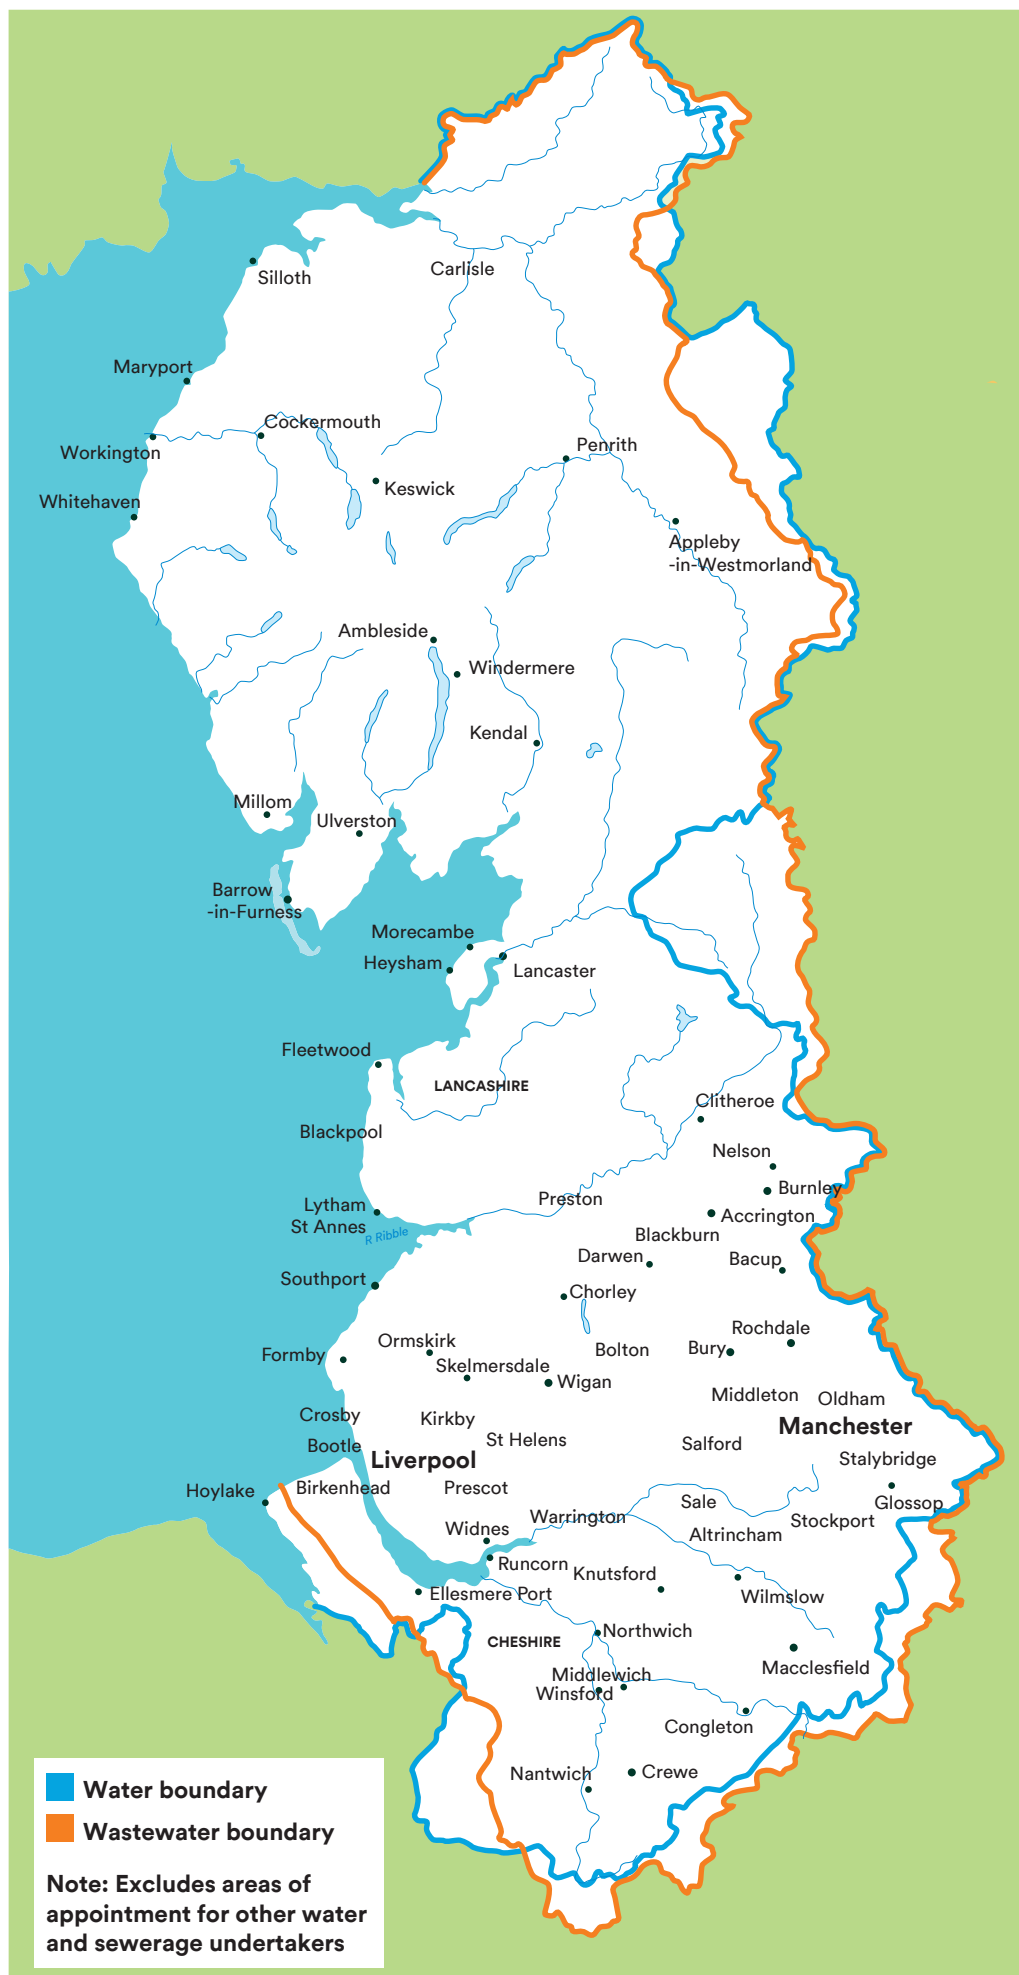 Silloth
Carlisle
Maryport
Cockermouth
Workington
Penrith
Keswick
Whitehaven
Appleby
-in-Westmorland
Ambleside
Windermere
Kendal
Millom
Ulverston
Barrow
-in-Furness
Morecambe
Heysham
Lancaster
Fleetwood
LANCASHIRE
Clitheroe
Blackpool
Nelson
Burnley
Preston
Lytham
St Annes
Accrington
R Ribble
Blackburn
Darwen
Bacup
Southport
Chorley
Rochdale
Ormskirk
Bolton
Bury
Formby
Skelmersdale
Wigan
Middleton
Oldham
Crosby
Kirkby
Manchester
Bootle
St Helens
Salford
Liverpool
Stalybridge
Hoylake
Birkenhead
Prescot
Sale
Glossop
Warrington
Stockport
Widnes
Altrincham
Runcorn
Knutsford
Ellesmere Port
Wilmslow
Northwich
CHESHIRE
Macclesfield
Middlewich
Winsford
Congleton
Nantwich
Crewe
Water boundary
Wastewater boundary
Note: Excludes areas of
appointment for other water
and sewerage undertakers